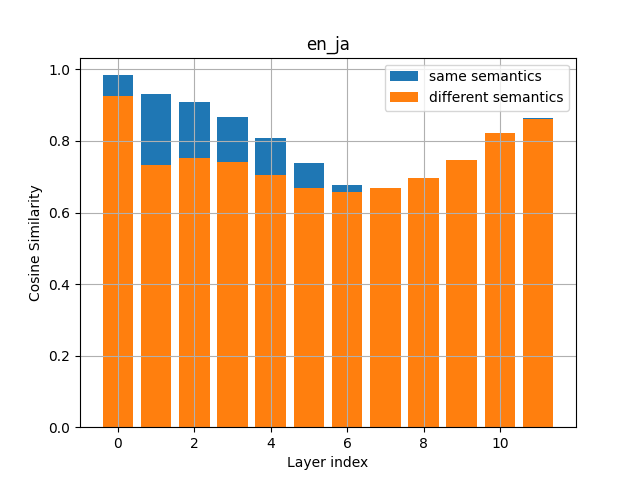 en_ja
same semantics
different semantics
1.0
0.8
0.6
0.4
0.2
0.0
Cosine Similarity
0 2 4 6 8 10
Layer index